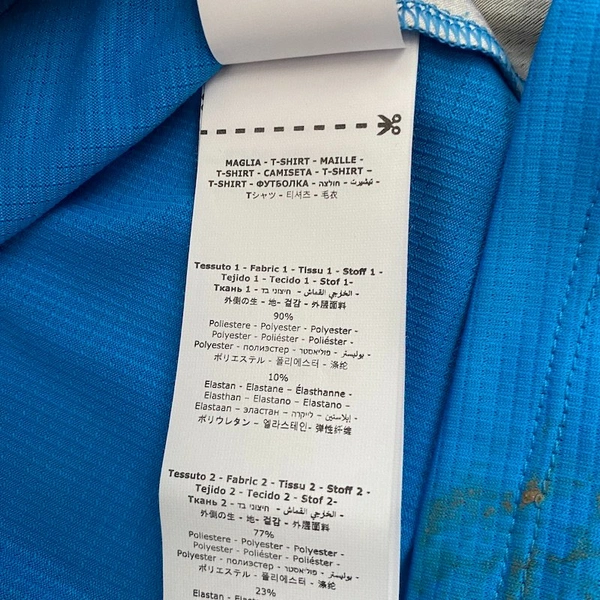 MAGLIA - T-SHIRT - MAILLE -
T-SHIRT - CAMISETA - T-SHIRT –
T-SHIRT - ФУТБОЛКА - חולצה - تيشيرت -
Tシャツ - 티셔츠 - 毛衣
Tessuto 1 - Fabric 1 - Tissu 1 - Stoff 1 -
Tejido 1 - Tecido 1 - Stof 1-
Ткань 1 - חיצוני בד - الخارجي القماش -
外側の生 - 地- 겉감 - 外層面料
90%
Poliestere - Polyester - Polyester -
Polyester - Poliéster - Poliéster -
Polyester - полиэстер - פוליאסטר - بوليستر -
ポリエステル - 폴리에스터 - 涤纶
10%
Elastan - Elastane – Élasthanne -
Elasthan - Elastano - Elastano –
Elastaan – эластан – לייקרה - إيلاستين -
ポリウレタン - 엘라스테인- 弹性纤维
Tessuto 2 - Fabric 2 - Tissu 2 - Stoff 2 -
Tejido 2 - Tecido 2 - Stof 2-
Ткань 2 - חיצוני בד - الخارجي القماش -
外側の生 - 地- 겉감 - 外層面料
77%
Poliestere - Polyester - Polyester -
Polyester - Poliéster - Poliéster -
Polyester - полиэстер - פוליאסטר - بوليستر -
ポリエステル - 폴리에스터 - 涤纶
23%